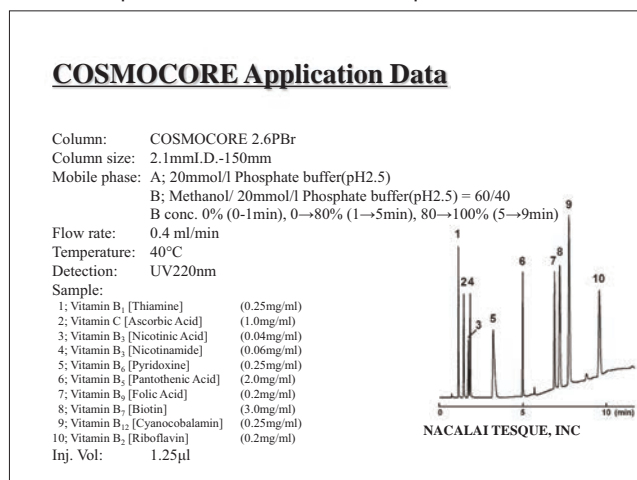 COSMOCORE Application Data
Column: COSMOCORE 2.6PBr
Column size: 2.1mmI.D.-150mm
Mobile phase: A; 20mmol/l Phosphate buffer(pH2.5)
B; Methanol/ 20mmol/l Phosphate buffer(pH2.5) = 60/40
B conc. 0% (0-1min), 0→80% (1→5min), 80→100% (5→9min)
Flow rate: 0.4 ml/min
Temperature: 40°C
Detection: UV220nm
Sample:
1; Vitamin B₁ [Thiamine] (0.25mg/ml)
2; Vitamin C [Ascorbic Acid] (1.0mg/ml)
3; Vitamin B₃ [Nicotinic Acid] (0.04mg/ml)
4; Vitamin B₃ [Nicotinamide] (0.06mg/ml)
5; Vitamin B₆ [Pyridoxine] (0.25mg/ml)
6; Vitamin B₅ [Pantothenic Acid] (2.0mg/ml)
7; Vitamin B₉ [Folic Acid] (0.2mg/ml)
8; Vitamin B₇ [Biotin] (3.0mg/ml)
9; Vitamin B₁₂ [Cyanocobalamin] (0.25mg/ml)
10; Vitamin B₂ [Riboflavin] (0.2mg/ml)
Inj. Vol: 1.25µl
1
2 4
3
5
6
7
8
9
10
0 5 10 (min)
NACALAI TESQUE, INC